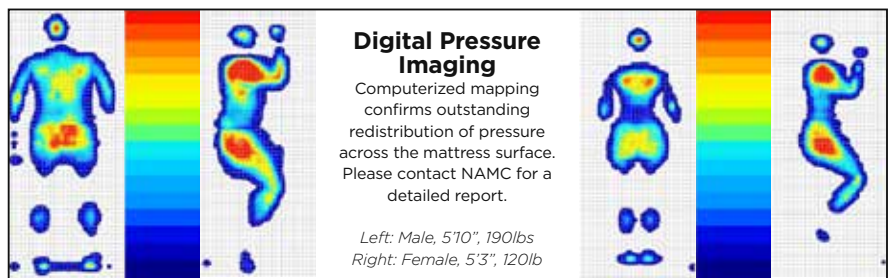 Digital Pressure
Imaging
Computerized mapping
confirms outstanding
redistribution of pressure
across the mattress surface.
Please contact NAMC for a
detailed report.
Left: Male, 5'10”, 190lbs
Right: Female, 5'3”, 120lb